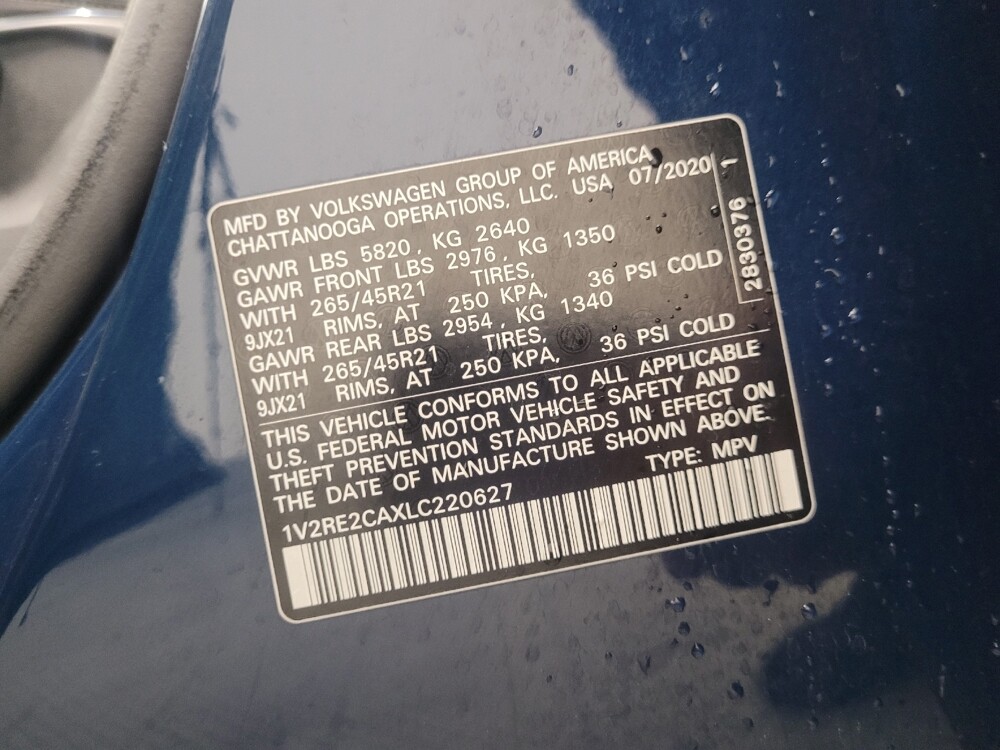 MFD BY VOLKSWAGEN GROUP OF AMERICA
CHATTANOOGA OPERATIONS, LLC. USA 07/2020 1
GVWR LBS 5820, KG 2640
GAWR FRONT LBS 2976, KG 1350
WITH 265/45R21 TIRES,
9JX21 RIMS, AT 250 KPA, 36 PSI COLD
GAWR REAR LBS 2954, KG 1340
WITH 265/45R21 TIRES,
9JX21 RIMS, AT 250 KPA, 36 PSI COLD
2830376
THIS VEHICLE CONFORMS TO ALL APPLICABLE
U.S. FEDERAL MOTOR VEHICLE SAFETY AND
THEFT PREVENTION STANDARDS IN EFFECT ON
THE DATE OF MANUFACTURE SHOWN ABOVE.
1V2RE2CAXLC220627 TYPE: MPV